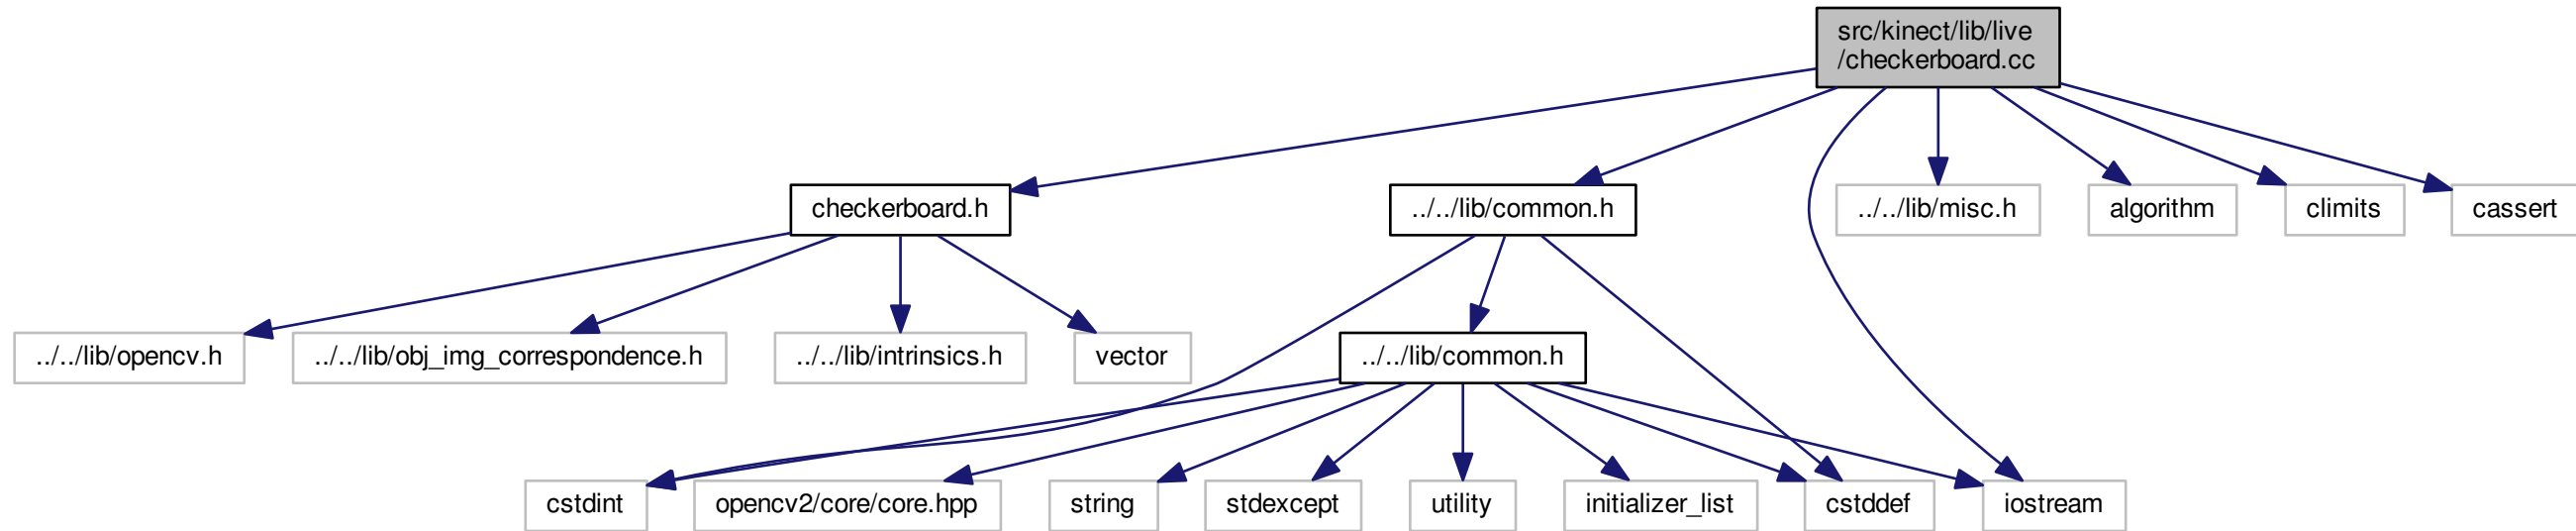 src/kinect/lib/live
/checkerboard.cc
checkerboard.h
../../lib/common.h
../../lib/misc.h
algorithm
climits
cassert
../../lib/opencv.h
../../lib/obj_img_correspondence.h
../../lib/intrinsics.h
vector
../../lib/common.h
cstdint
opencv2/core/core.hpp
string
stdexcept
utility
initializer_list
cstddef
iostream